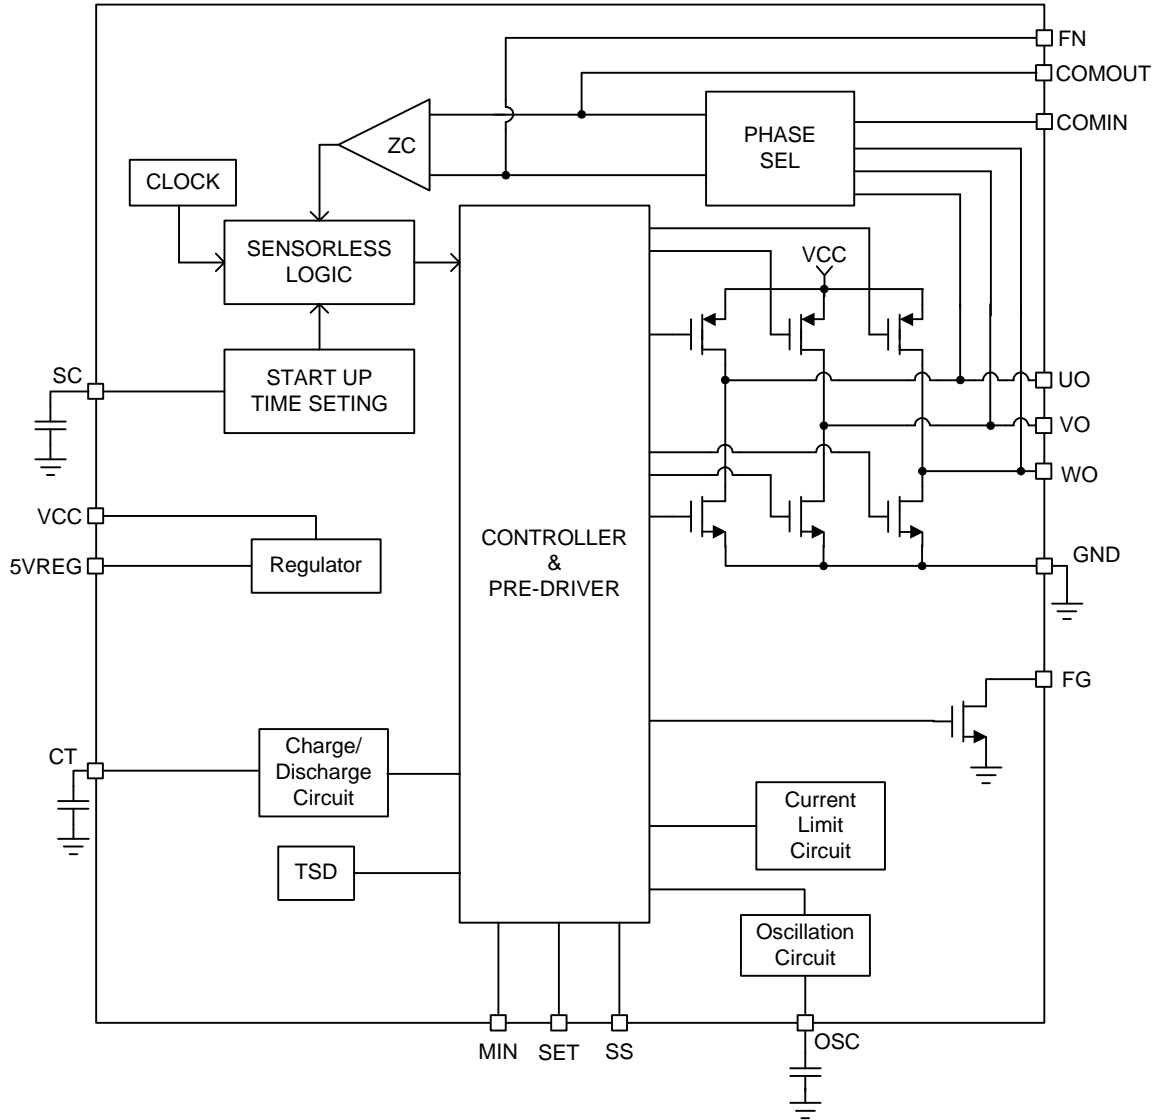 FN
COMOUT
COMIN
ZC
PHASE
SEL
CLOCK
SENSORLESS
LOGIC
VCC
SC
START UP
TIME SETING
UO
VO
WO
VCC
5VREG
Regulator
CONTROLLER
&
PRE-DRIVER
GND
FG
CT
Charge/
Discharge
Circuit
Current
Limit
Circuit
TSD
Oscillation
Circuit
MIN
SET
SS
OSC